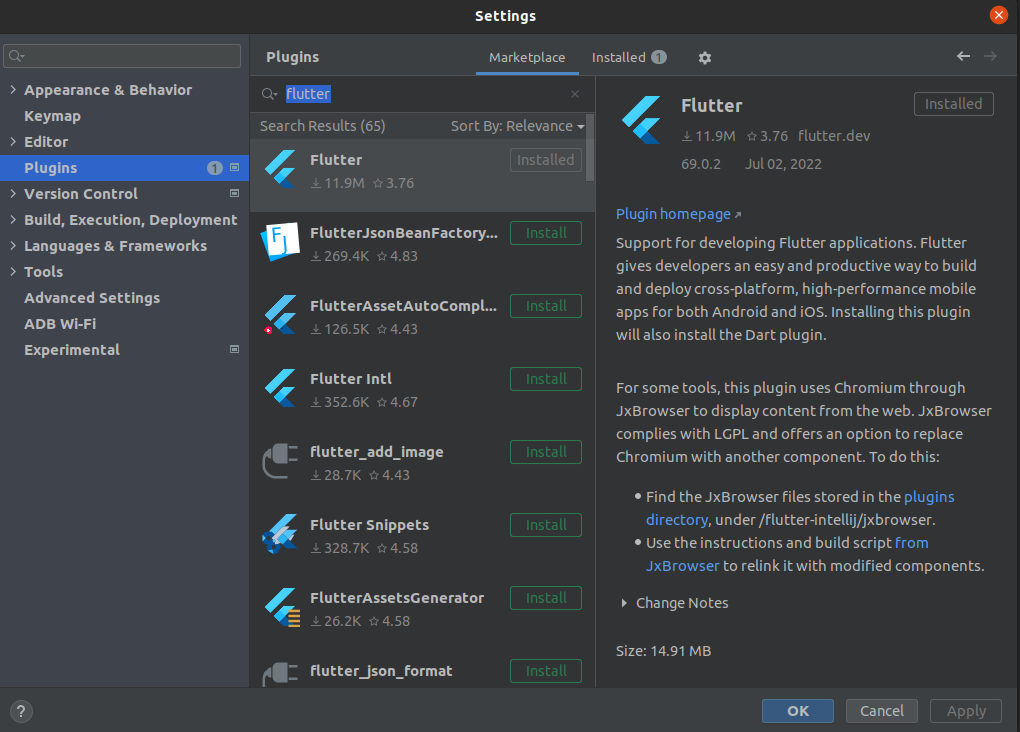 Settings
Appearance & Behavior
Keymap
Editor
Plugins 1
Version Control
Build, Execution, Deployment
Languages & Frameworks
Tools
Advanced Settings
ADB Wi-Fi
Experimental
Plugins
Marketplace
Installed 1
flutter
Search Results (65) Sort By: Relevance
Flutter Installed
11.9M 3.76
FJ
FlutterJsonBeanFactory... Install
269.4K 4.83
FlutterAssetAutoCompl... Install
126.5K 4.43
Flutter Intl Install
352.6K 4.67
flutter_add_image Install
28.7K 4.43
Flutter Snippets Install
328.7K 4.58
FlutterAssetsGenerator Install
26.2K 4.58
flutter_json_format Install
Flutter Installed
11.9M 3.76 flutter.dev
69.0.2 Jul 02, 2022
Plugin homepage
Support for developing Flutter applications. Flutter
gives developers an easy and productive way to build
and deploy cross-platform, high-performance mobile
apps for both Android and iOS. Installing this plugin
will also install the Dart plugin.
For some tools, this plugin uses Chromium through
JxBrowser to display content from the web. JxBrowser
complies with LGPL and offers an option to replace
Chromium with another component. To do this:
• Find the JxBrowser files stored in the plugins
directory, under /flutter-intellij/jxbrowser.
• Use the instructions and build script from
JxBrowser to relink it with modified components.
Change Notes
Size: 14.91 MB
? OK Cancel Apply